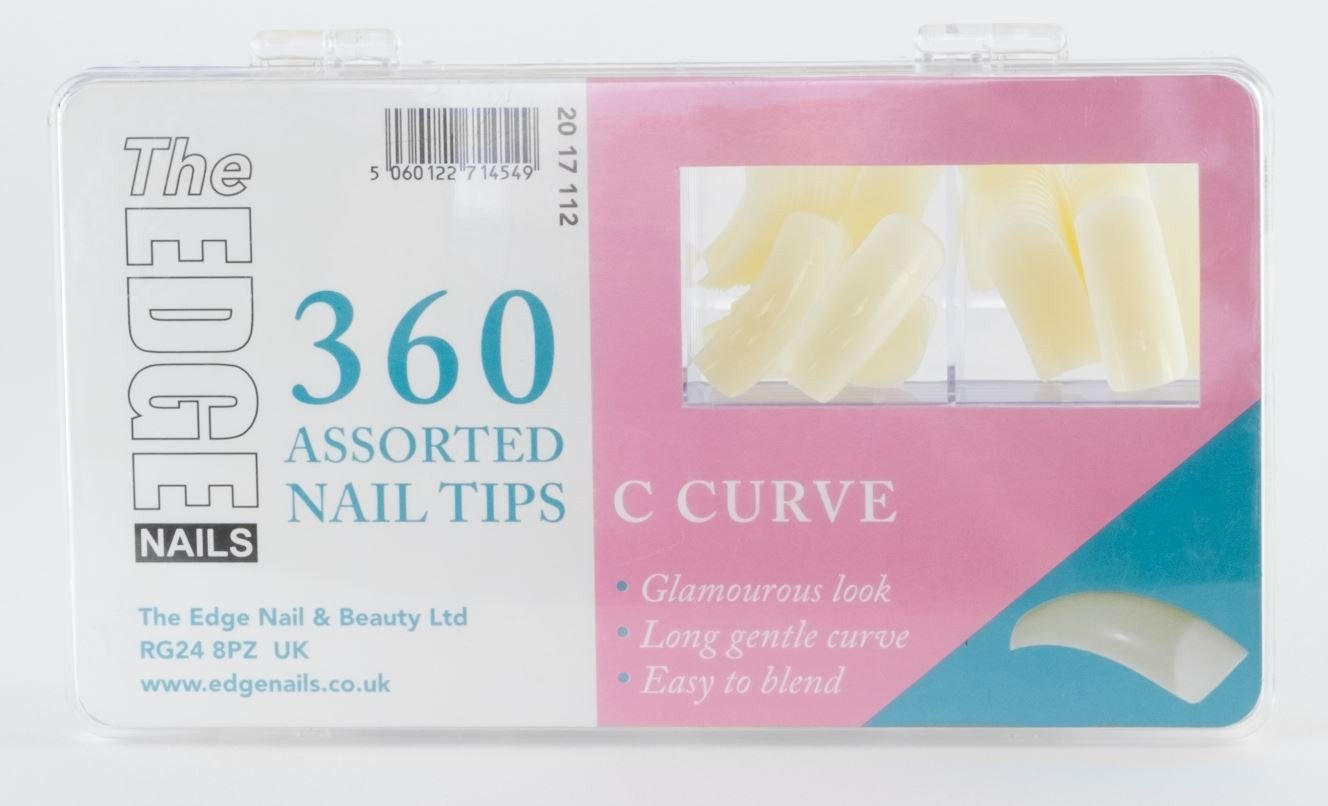 The
EDGE
NAILS
5 060122 714549
20 17 112
360
ASSORTED
NAIL TIPS
The Edge Nail & Beauty Ltd
RG24 8PZ UK
www.edgenails.co.uk
C CURVE
• Glamourous look
• Long gentle curve
• Easy to blend